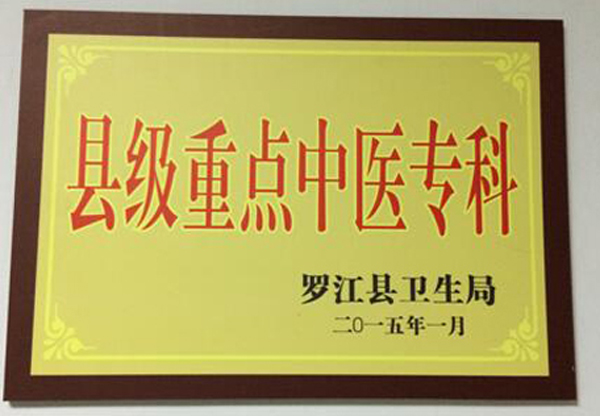 县级重点中医专科
罗江县卫生局
二〇一五年一月